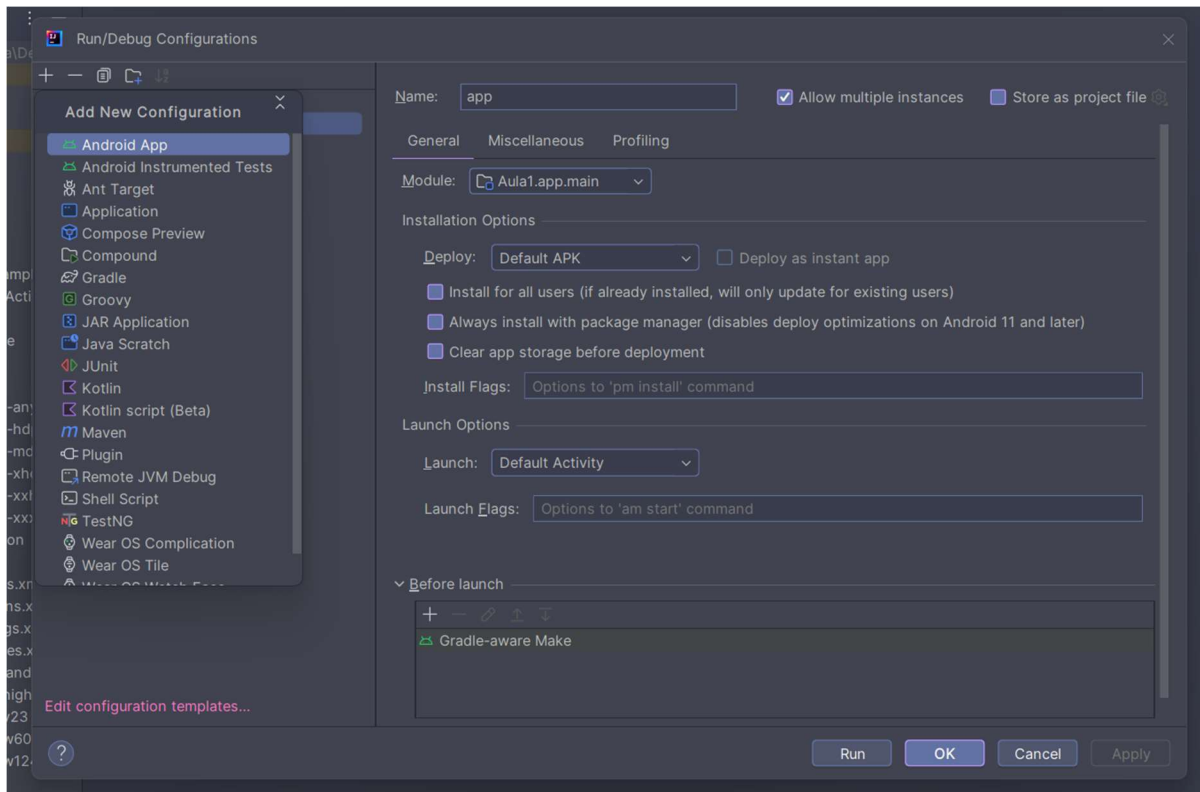 Run/Debug Configurations
Add New Configuration
Android App
Android Instrumented Tests
Ant Target
Application
Compose Preview
Compound
Gradle
Groovy
JAR Application
Java Scratch
JUnit
Kotlin
Kotlin script (Beta)
Maven
Plugin
Remote JVM Debug
Shell Script
TestNG
Wear OS Complication
Wear OS Tile
Edit configuration templates...
Name: app
Allow multiple instances
Store as project file
General Miscellaneous Profiling
Module: Aula1.app.main
Installation Options
Deploy: Default APK
Deploy as instant app
Install for all users (if already installed, will only update for existing users)
Always install with package manager (disables deploy optimizations on Android 11 and later)
Clear app storage before deployment
Install Flags: Options to 'pm install' command
Launch Options
Launch: Default Activity
Launch Flags: Options to 'am start' command
Before launch
Gradle-aware Make
? Run OK Cancel Apply